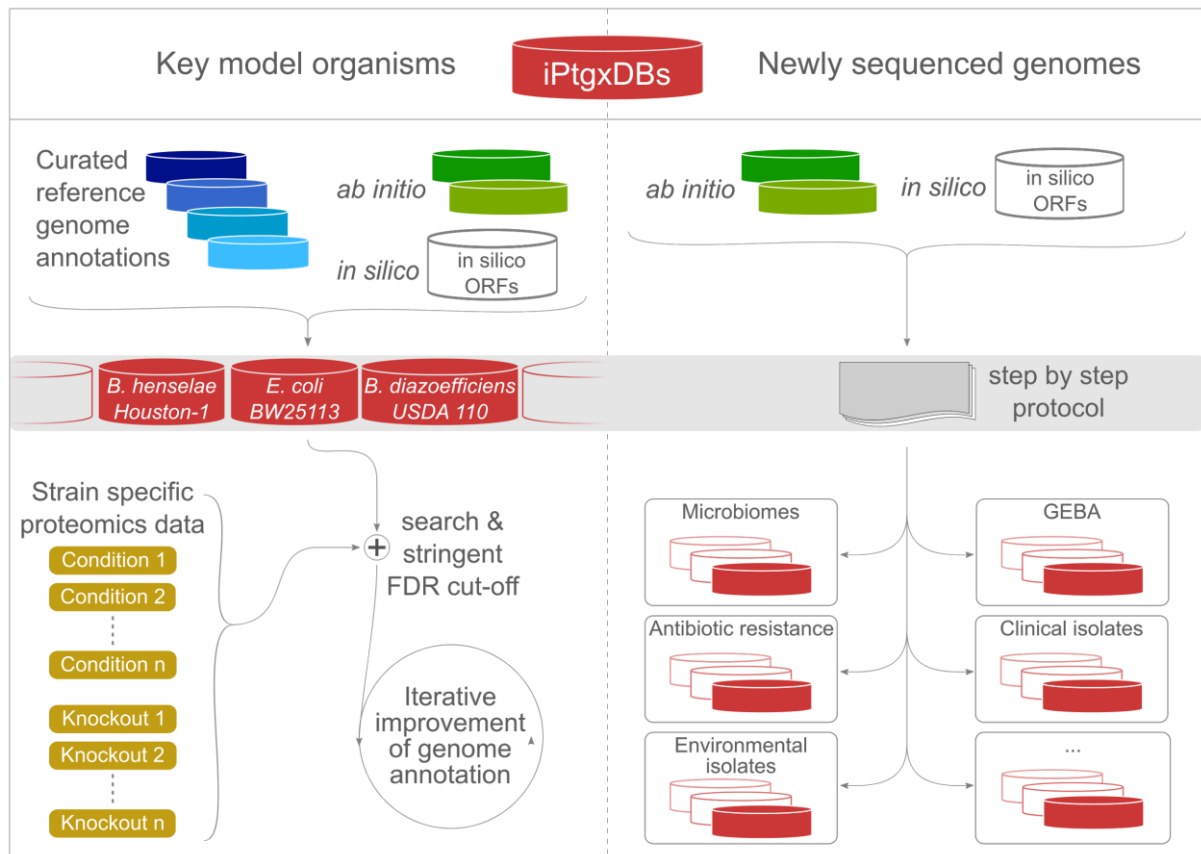 Key model organisms
iPtgxDBs
Newly sequenced genomes
Curated
reference
genome
annotations
ab initio
in silico
in silico
ORFs
ab initio
in silico
in silico
ORFs
B. henselae
Houston-1
E. coli
BW25113
B. diazoefficiens
USDA 110
step by step
protocol
Strain specific
proteomics data
Condition 1
Condition 2
Condition n
Knockout 1
Knockout 2
Knockout n
+
search &
stringent
FDR cut-off
Iterative
improvement
of genome
annotation
Microbiomes
GEBA
Antibiotic resistance
Clinical isolates
Environmental
isolates
...